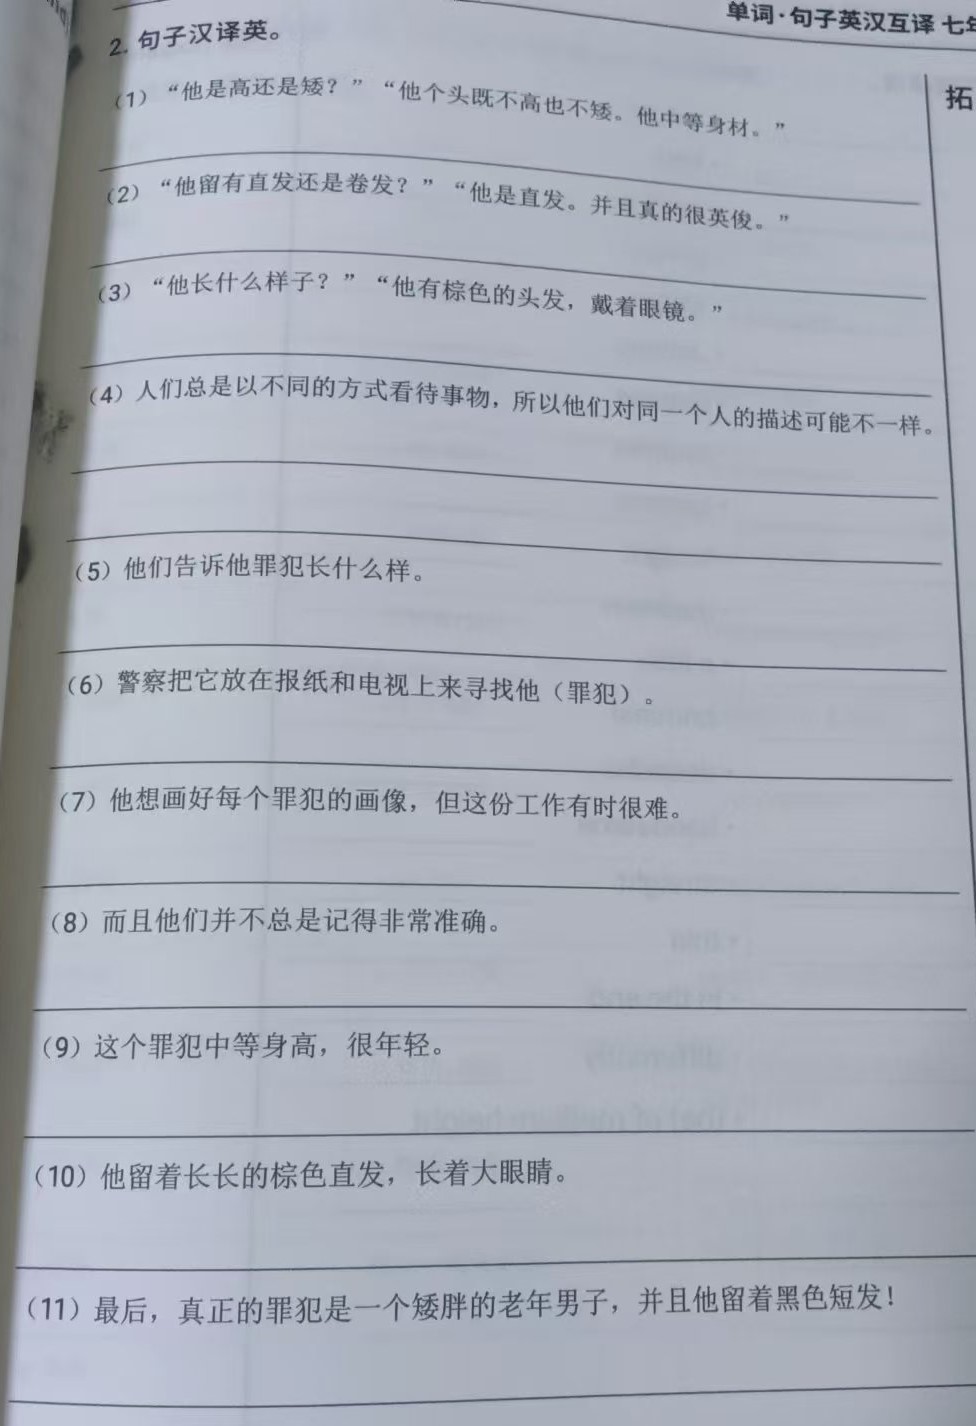 单词·句子英汉互译 七年
拓
2. 句子汉译英。
（1）“他是高还是矮？”“他个头既不高也不矮。他中等身材。”
（2）“他留有直发还是卷发？”“他是直发。并且真的很英俊。”
（3）“他长什么样子？”“他有棕色的头发，戴着眼镜。”
（4）人们总是以不同的方式看待事物，所以他们对同一个人的描述可能不一样。
（5）他们告诉他罪犯长什么样。
（6）警察把它放在报纸和电视上来寻找他（罪犯）。
（7）他想画好每个罪犯的画像，但这份工作有时很难。
（8）而且他们并不总是记得非常准确。
（9）这个罪犯中等身高，很年轻。
（10）他留着长长的棕色直发，长着大眼睛。
（11）最后，真正的罪犯是一个矮胖的老年男子，并且他留着黑色短发！